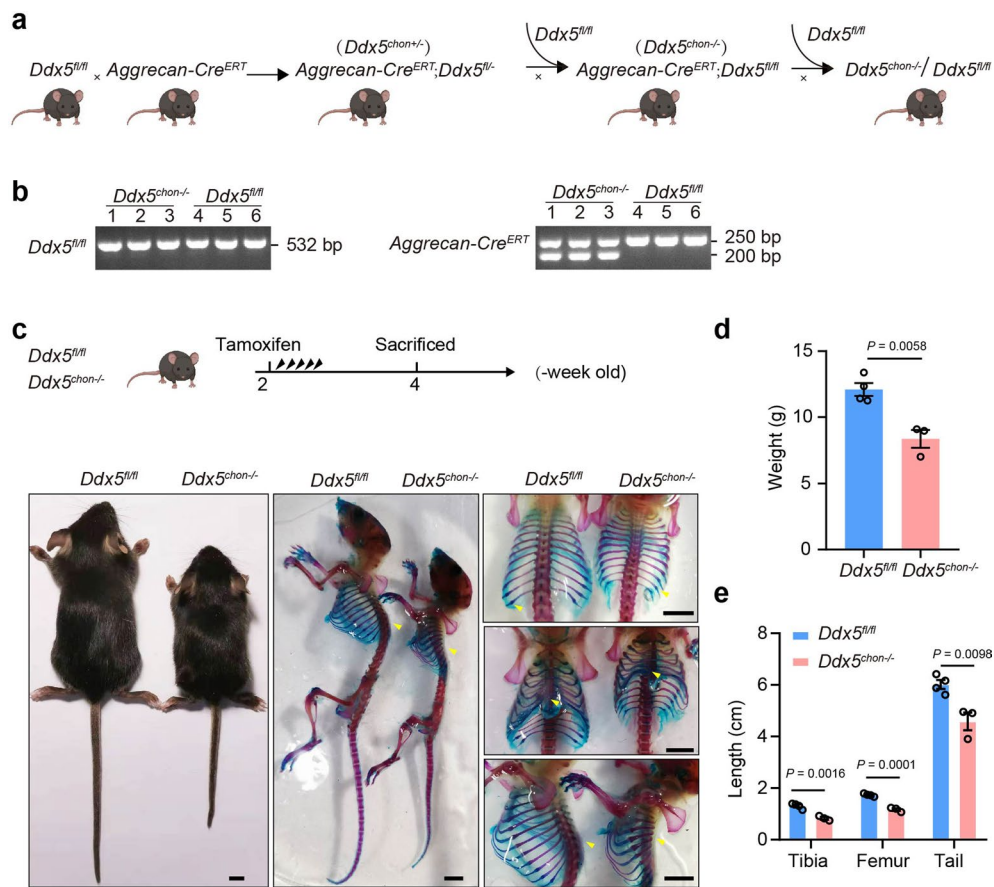 a
Ddx5fl/fl × Aggrecan-CreERT
(Ddx5chon+/-)
Aggrecan-CreERT;Ddx5fl/-
Ddx5fl/fl
×
(Ddx5chon-/-)
Aggrecan-CreERT;Ddx5fl/fl
Ddx5fl/fl
×
Ddx5chon-/-/ Ddx5fl/fl
b
Ddx5chon-/- Ddx5fl/fl
1 2 3 4 5 6
Ddx5fl/fl
532 bp
Ddx5chon-/- Ddx5fl/fl
1 2 3 4 5 6
Aggrecan-CreERT
250 bp
200 bp
c
Ddx5fl/fl
Ddx5chon-/-
Tamoxifen Sacrificed
2 4 (-week old)
Ddx5fl/fl Ddx5chon-/-
Ddx5fl/fl Ddx5chon-/-
Ddx5fl/fl Ddx5chon-/-
d
P = 0.0058
15
10
5
0
Weight (g)
Ddx5fl/fl Ddx5chon-/-
e
Ddx5fl/fl
Ddx5chon-/-
8
6
4
2
0
Length (cm)
P = 0.0016
P = 0.0001
P = 0.0098
Tibia Femur Tail